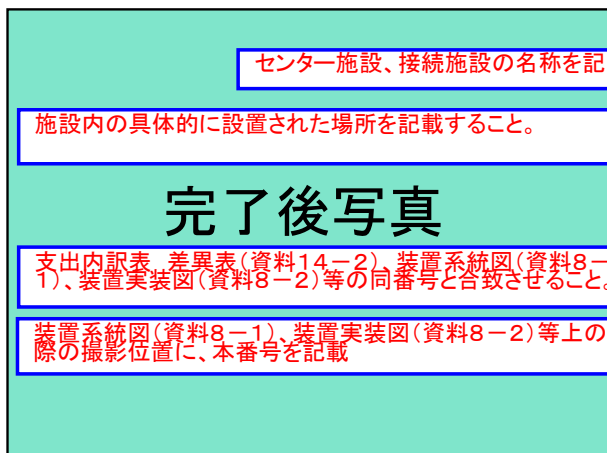 センター施設、接続施設の名称を記
施設内の具体的に設置された場所を記載すること。
完了後写真
支出内訳表、差異表（資料１４－２）、装置系統図（資料８－
１）、装置実装図（資料８－２）等の同番号と合致させること。
装置系統図（資料８－１）、装置実装図（資料８－２）等上の
際の撮影位置に、本番号を記載